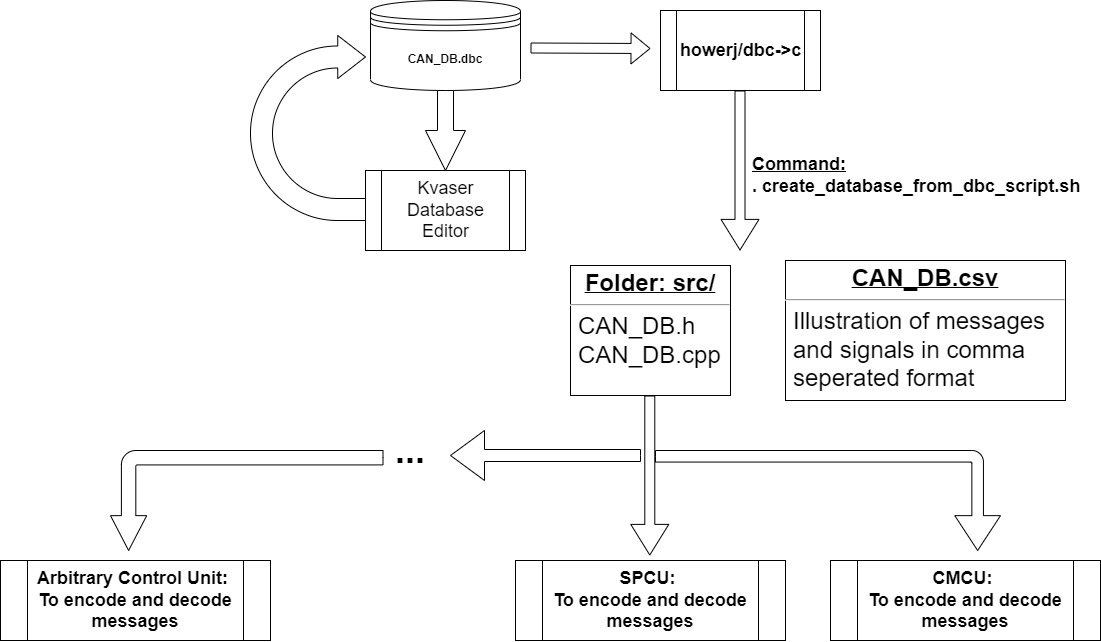 CAN_DB.dbc
howerj/dbc->c
Kvaser
Database
Editor
Command:
. create_database_from_dbc_script.sh
Folder: src/
CAN_DB.h
CAN_DB.cpp
CAN_DB.csv
Illustration of messages
and signals in comma
seperated format
...
Arbitrary Control Unit:
To encode and decode
messages
SPCU:
To encode and decode
messages
CMCU:
To encode and decode
messages